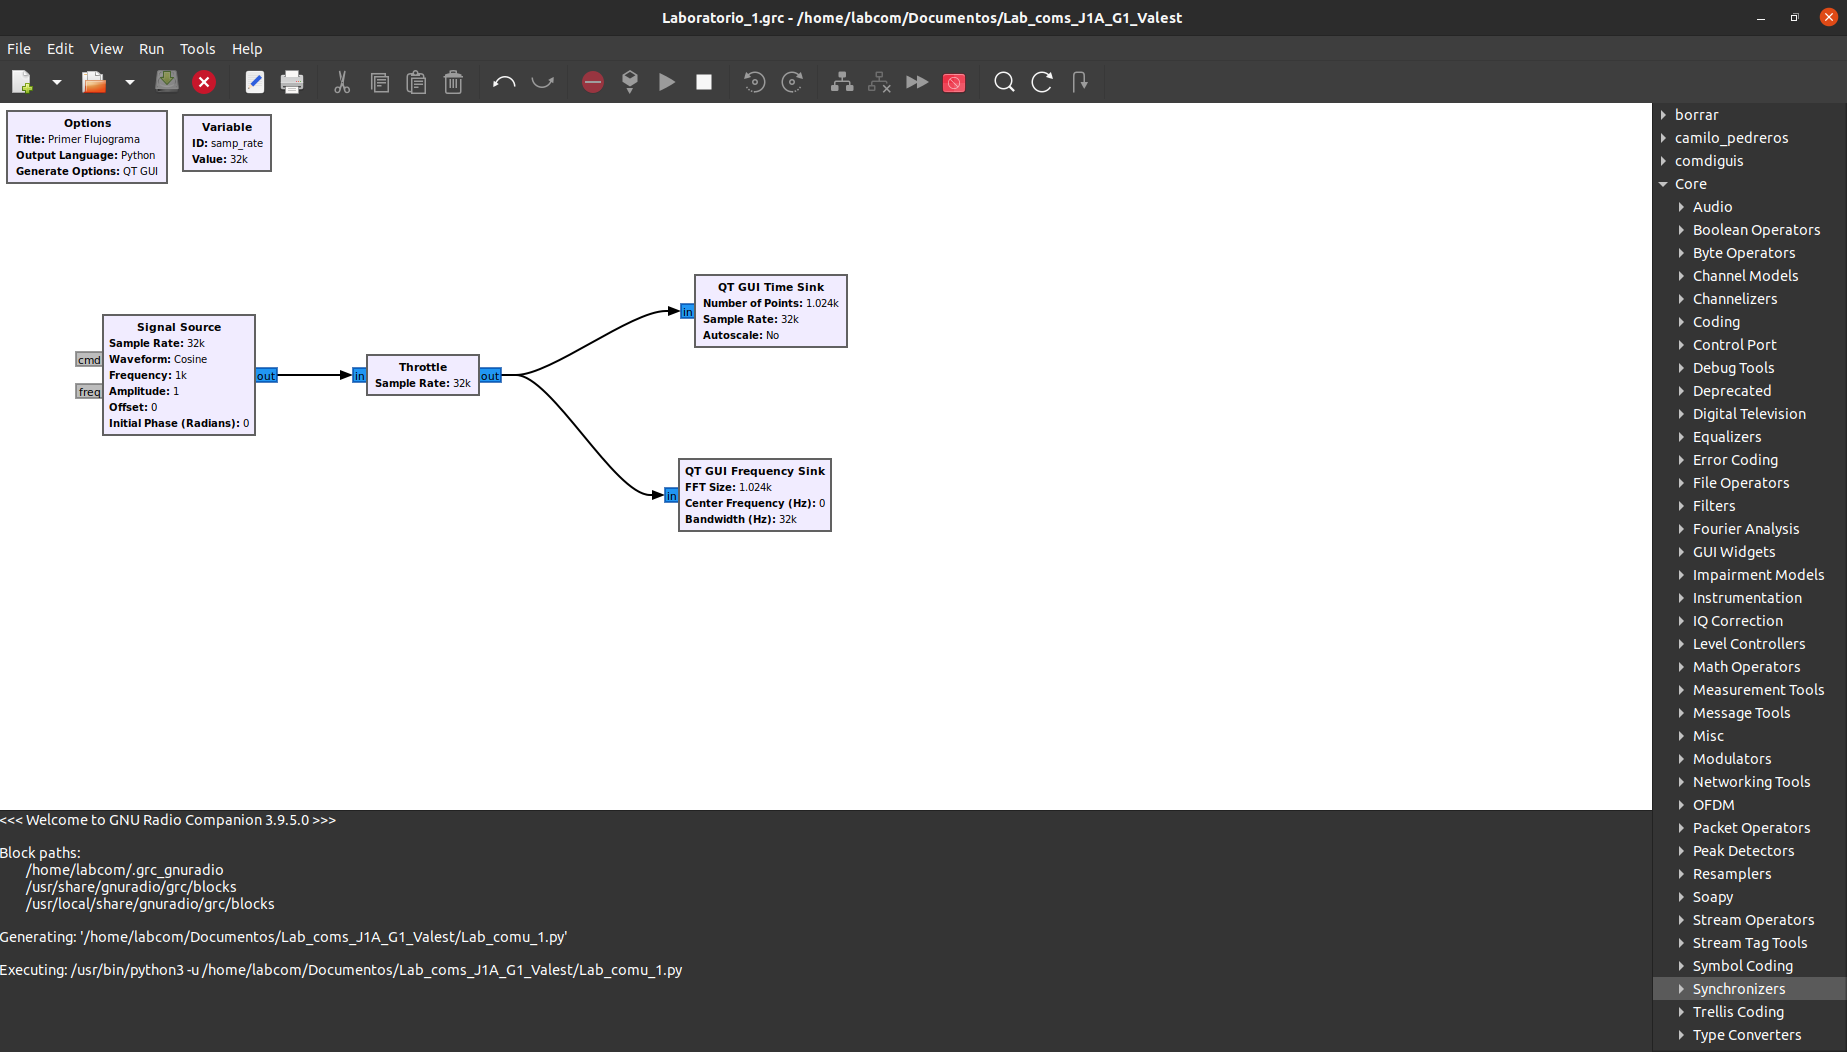 Laboratorio_1.grc - /home/labcom/Documentos/Lab_coms_J1A_G1_Valest
File Edit View Run Tools Help
Options
Title: Primer Flujograma
Output Language: Python
Generate Options: QT GUI
Variable
ID: samp_rate
Value: 32k
Signal Source
Sample Rate: 32k
Waveform: Cosine
Frequency: 1k
Amplitude: 1
Offset: 0
Initial Phase (Radians): 0
cmd
freq
out
in
Throttle
Sample Rate: 32k
out
in
QT GUI Time Sink
Number of Points: 1.024k
Sample Rate: 32k
Autoscale: No
in
QT GUI Frequency Sink
FFT Size: 1.024k
Center Frequency (Hz): 0
Bandwidth (Hz): 32k
<<< Welcome to GNU Radio Companion 3.9.5.0 >>>
Block paths:
/home/labcom/.grc_gnuradio
/usr/share/gnuradio/grc/blocks
/usr/local/share/gnuradio/grc/blocks
Generating: '/home/labcom/Documentos/Lab_coms_J1A_G1_Valest/Lab_comu_1.py'
Executing: /usr/bin/python3 -u /home/labcom/Documentos/Lab_coms_J1A_G1_Valest/Lab_comu_1.py
borrar
camilo_pedreros
comdiguis
Core
Audio
Boolean Operators
Byte Operators
Channel Models
Channelizers
Coding
Control Port
Debug Tools
Deprecated
Digital Television
Equalizers
Error Coding
File Operators
Filters
Fourier Analysis
GUI Widgets
Impairment Models
Instrumentation
IQ Correction
Level Controllers
Math Operators
Measurement Tools
Message Tools
Misc
Modulators
Networking Tools
OFDM
Packet Operators
Peak Detectors
Resamplers
Soapy
Stream Operators
Stream Tag Tools
Symbol Coding
Synchronizers
Trellis Coding
Type Converters